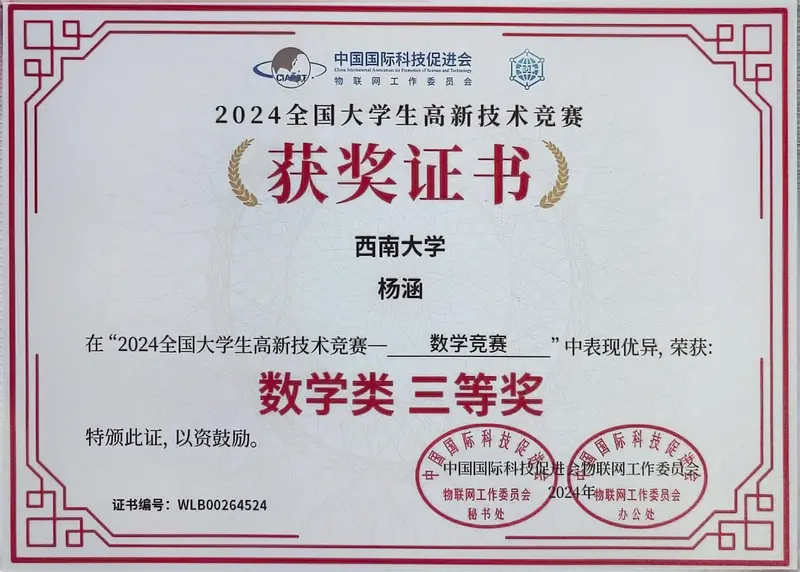 中国国际科技促进会
China International Association for Promotion of Science and Technology
物联网工作委员会
CIAPST
2024全国大学生高新技术竞赛
获奖证书
西南大学
杨涵
在“2024全国大学生高新技术竞赛—数学竞赛”中表现优异, 荣获:
数学类 三等奖
特颁此证, 以资鼓励。
中国国际科技促进会物联网工作委员会
2024年
中国国际科技促进会
物联网工作委员会
秘书处
中国国际科技促进会
物联网工作委员会
办公处
证书编号: WLB00264524